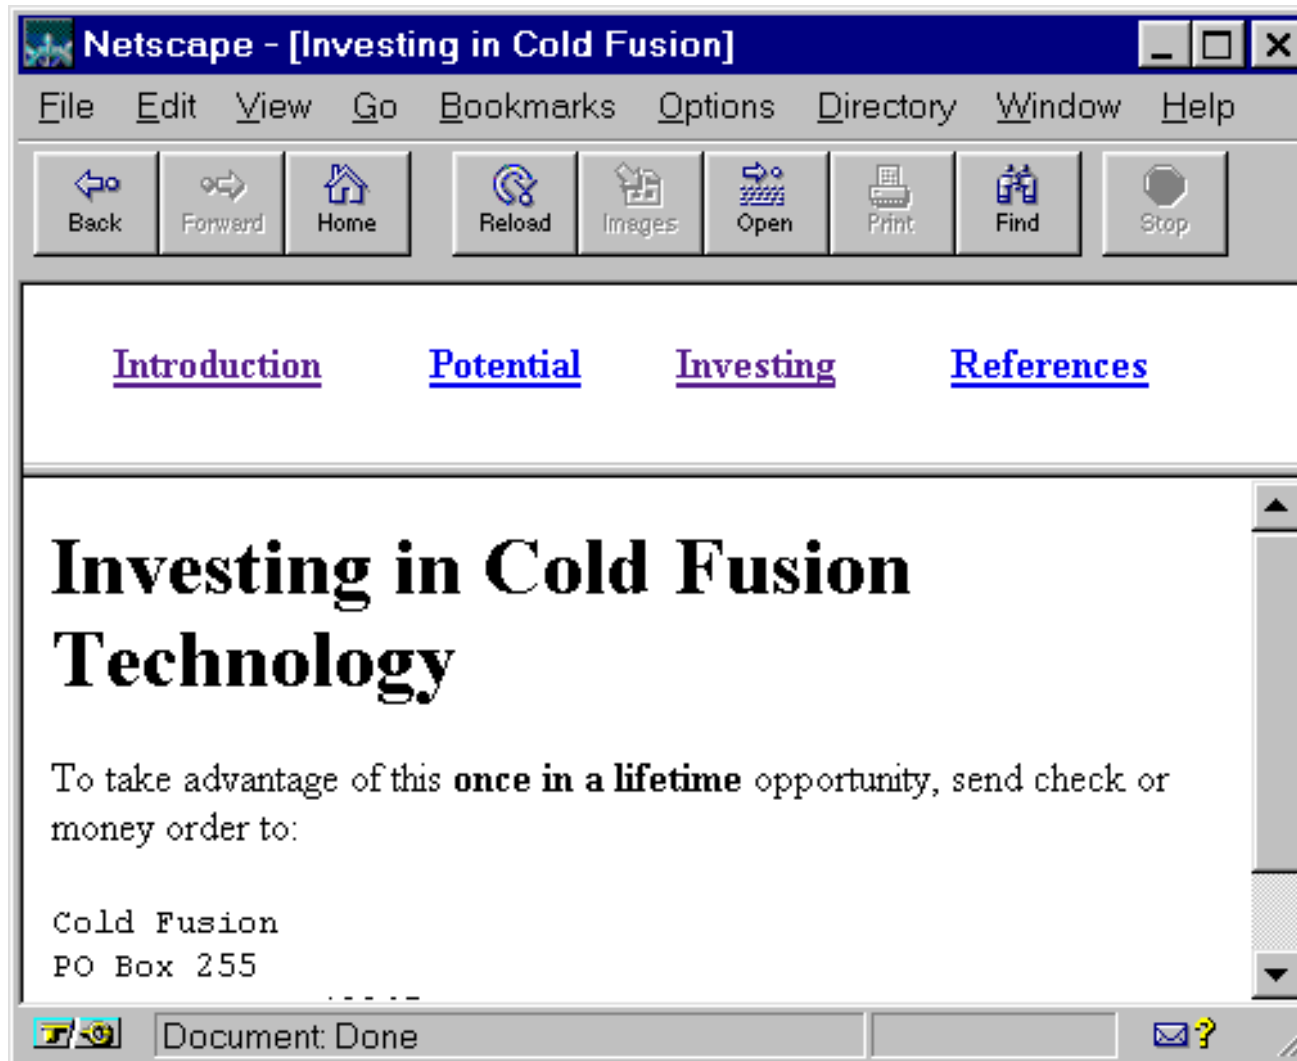 Netscape - [Investing in Cold Fusion]
File Edit View Go Bookmarks Options Directory Window Help
Back Forward Home Reload Images Open Print Find Stop
Introduction Potential Investing References
Investing in Cold Fusion
Technology
To take advantage of this once in a lifetime opportunity, send check or
money order to:
Cold Fusion
PO Box 255
Document: Done